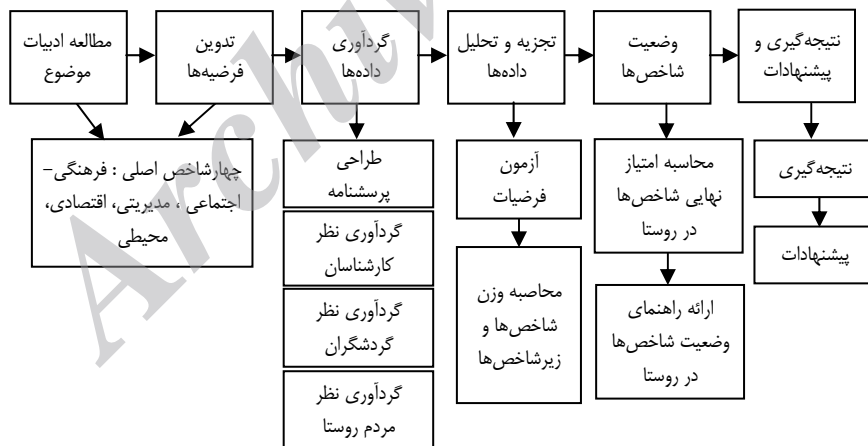 مطالعه ادبیات
موضوع
تدوین
فرضیه‌ها
گردآوری
داده‌ها
تجزیه و تحلیل
داده‌ها
وضعیت
شاخص‌ها
نتیجه‌گیری و
پیشنهادات
چهارشاخص اصلی : فرهنگی–
اجتماعی ، مدیریتی، اقتصادی،
محیطی
طراحی
پرسشنامه
گردآوری نظر
کارشناسان
گردآوری نظر
گردشگران
گردآوری نظر
مردم روستا
آزمون
فرضیات
محاصبه وزن
شاخص‌ها و
زیرشاخص‌ها
محاسبه امتیاز
نهایی شاخص‌ها
در روستا
ارائه راهنمای
وضعیت شاخص‌ها
در روستا
نتیجه‌گیری
پیشنهادات